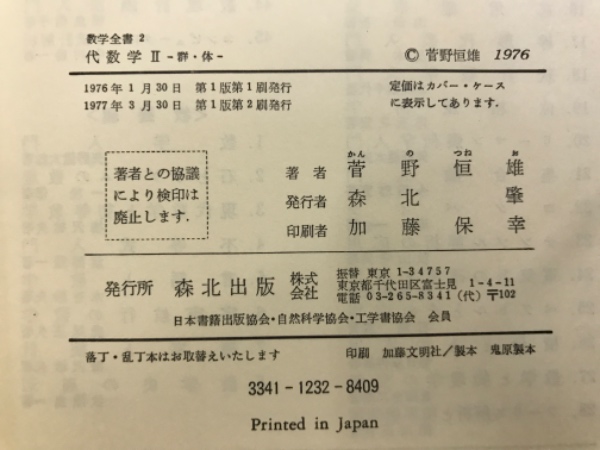 数学全書 2
代数学 II -群・体-
© 菅野恒雄 1976
1976年 1月30日 第1版第1刷発行
1977年 3月30日 第1版第2刷発行
定価はカバー・ケース
に表示してあります.
著者との協議
により検印は
廃止します.
かん の つね お
著者 菅野恒雄
発行者 森北肇
印刷者 加藤保幸
発行所 森北出版 株式会社
振替 東京 1-34757
東京都千代田区富士見 1-4-11
電話 03-265-8341 (代) 〒102
日本書籍出版協会・自然科学協会・工学書協会 会員
落丁・乱丁本はお取替えいたします
印刷 加藤文明社/製本 鬼原製本
3341-1232-8409
Printed in Japan